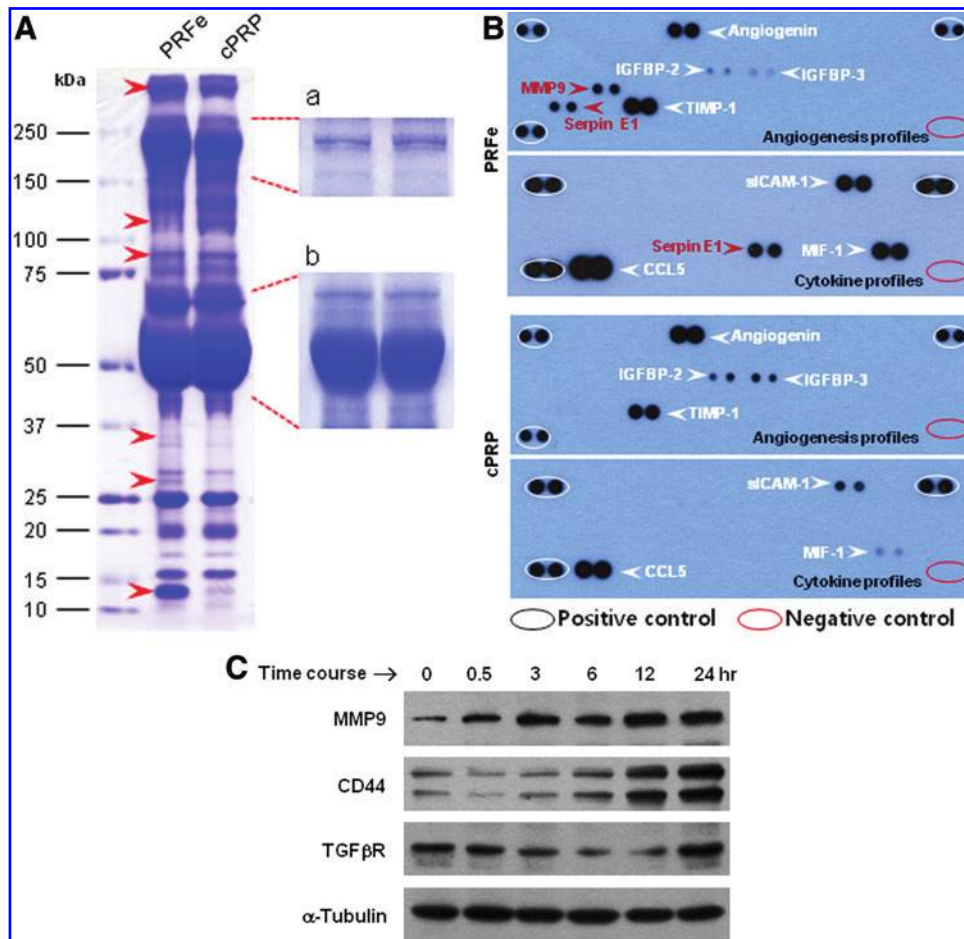 A
PRFe
cPRP
kDa
250
150
100
75
50
37
25
20
15
10
a
b
B
PRFe
Angiogenin
IGFBP-2
IGFBP-3
MMP9
TIMP-1
Serpin E1
Angiogenesis profiles
sICAM-1
Serpin E1
MIF-1
CCL5
Cytokine profiles
cPRP
Angiogenin
IGFBP-2
IGFBP-3
TIMP-1
Angiogenesis profiles
sICAM-1
MIF-1
CCL5
Cytokine profiles
Positive control
Negative control
C
Time course → 0 0.5 3 6 12 24 hr
MMP9
CD44
TGFβR
α-Tubulin